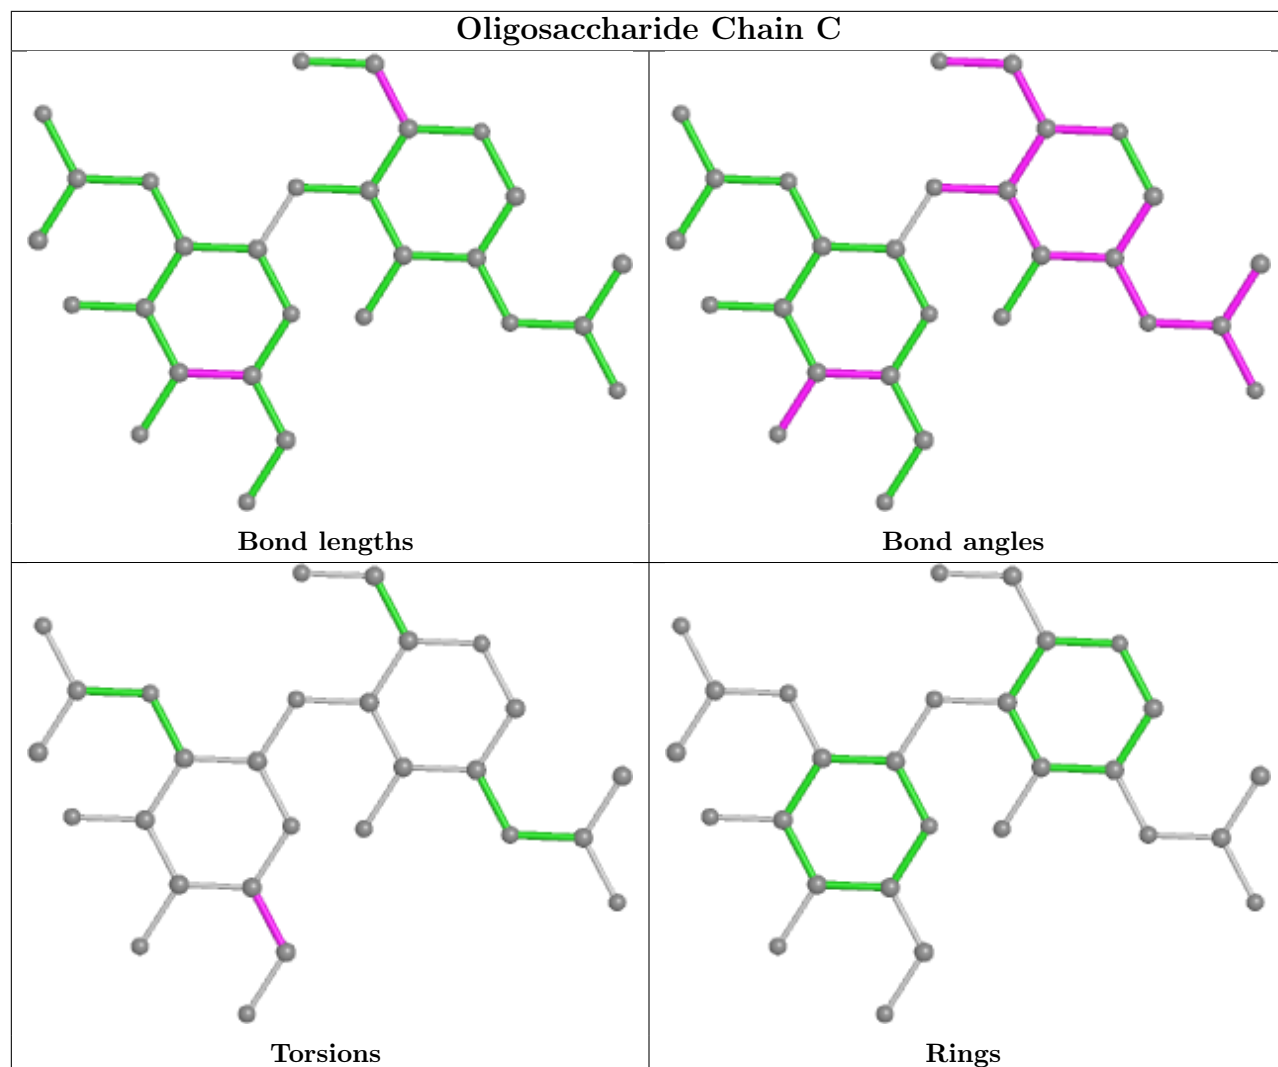 Oligosaccharide Chain C
Bond lengths
Bond angles
Torsions
Rings